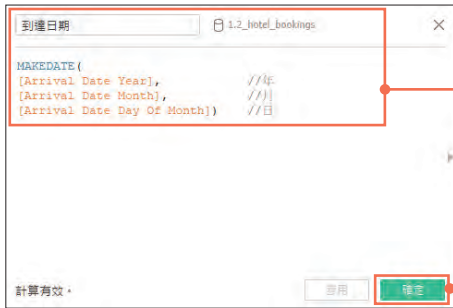 到達日期 1.2_hotel_bookings
MAKEDATE(
[Arrival Date Year], //年
[Arrival Date Month], //月
[Arrival Date Day Of Month]) //日
計算有效。 套用 確定